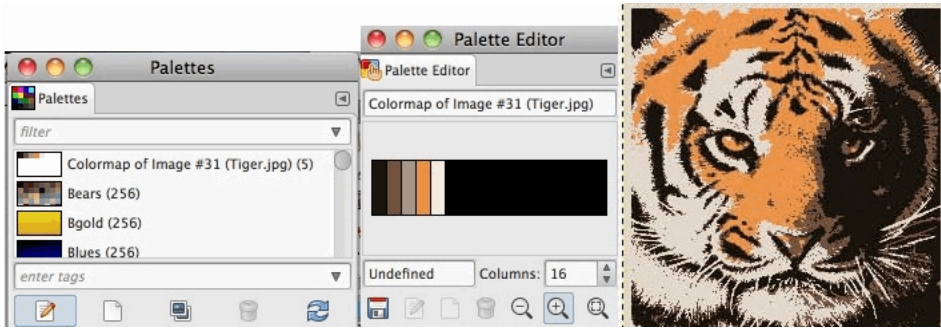 Palettes
Palettes
filter
Colormap of Image #31 (Tiger.jpg) (5)
Bears (256)
Bgold (256)
Blues (256)
enter tags
Palette Editor
Palette Editor
Colormap of Image #31 (Tiger.jpg)
Undefined
Columns: 16